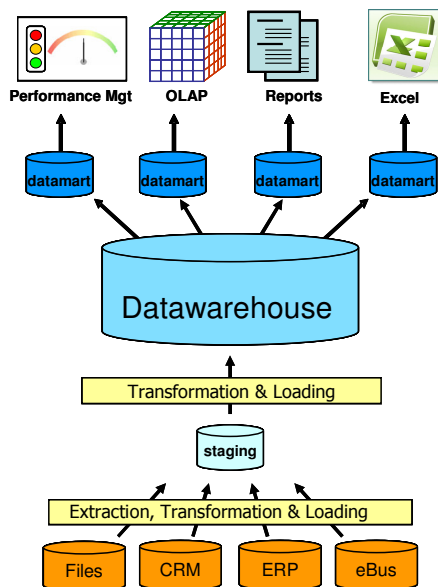 Performance Mgt
OLAP
Reports
Excel
datamart
datamart
datamart
datamart
Datawarehouse
Transformation & Loading
staging
Extraction, Transformation & Loading
Files
CRM
ERP
eBus